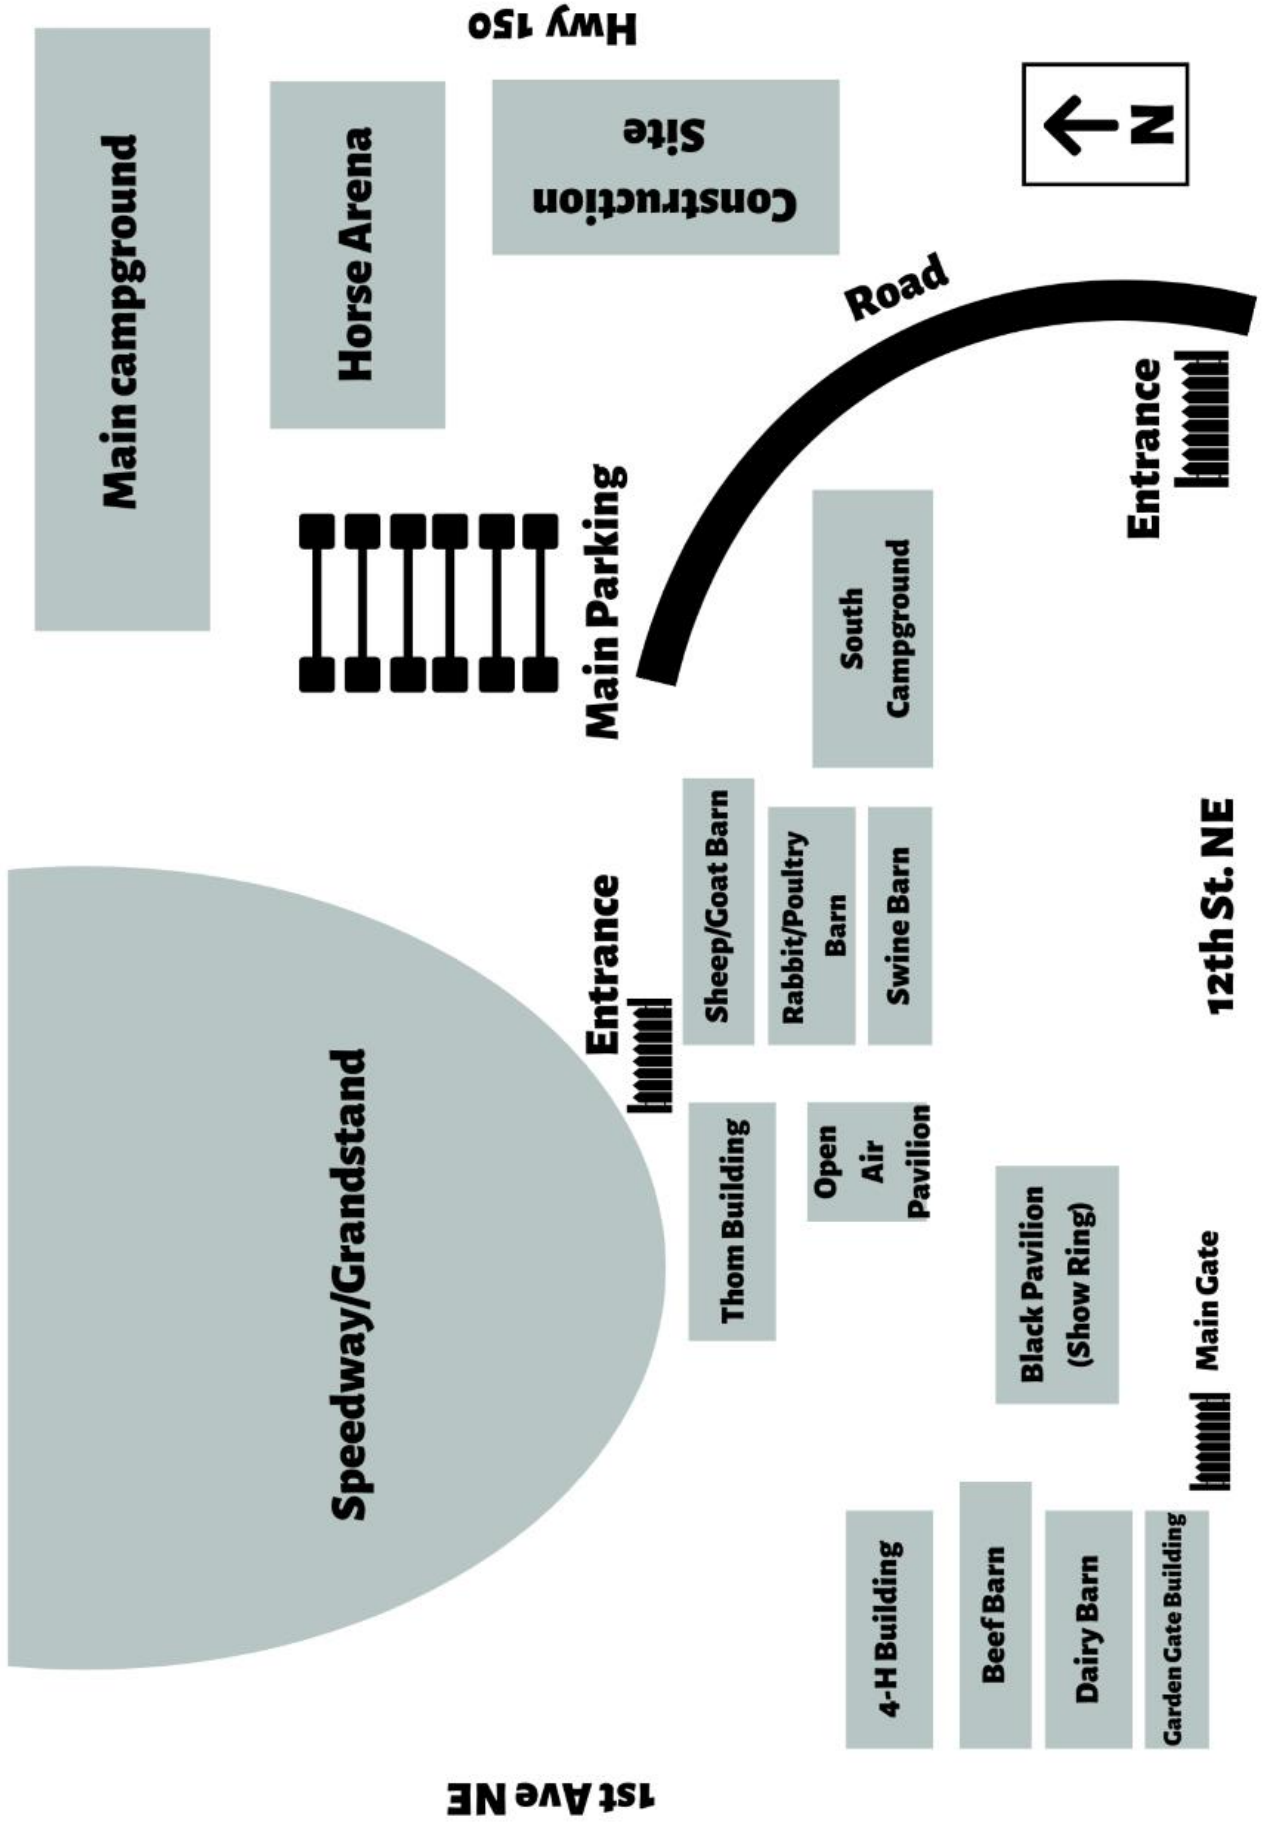 Main campground
Horse Arena
Hwy 150
Construction
Site
N
Road
Main Parking
South
Campground
Entrance
Speedway/Grandstand
Entrance
Sheep/Goat Barn
Rabbit/Poultry
Barn
Swine Barn
Thom Building
Open
Air
Pavilion
12th St. NE
Black Pavilion
(Show Ring)
Main Gate
4-H Building
Beef Barn
Dairy Barn
Garden Gate Building
1st Ave NE